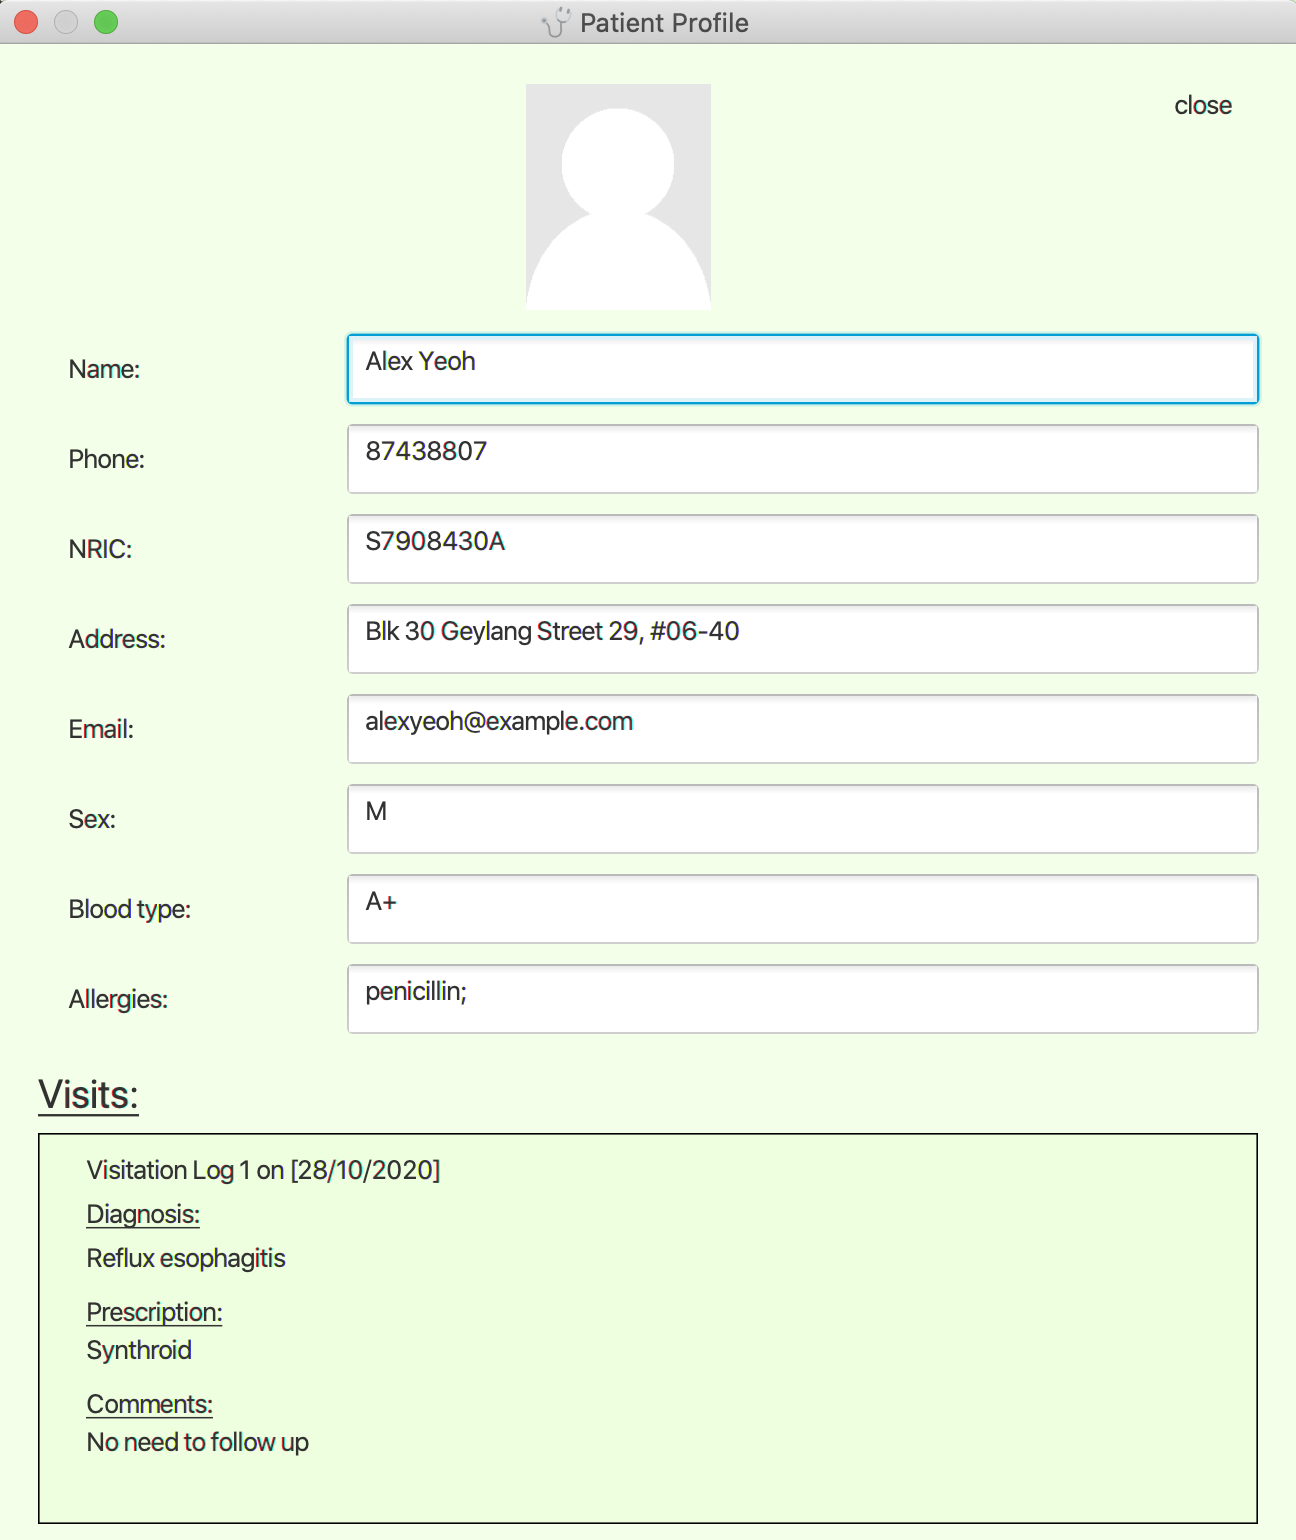 Patient Profile
close
Name: Alex Yeoh
Phone: 87438807
NRIC: S7908430A
Address: Blk 30 Geylang Street 29, #06-40
Email: alexyeoh@example.com
Sex: M
Blood type: A+
Allergies: penicillin;
Visits:
Visitation Log 1 on [28/10/2020]
Diagnosis:
Reflux esophagitis
Prescription:
Synthroid
Comments:
No need to follow up